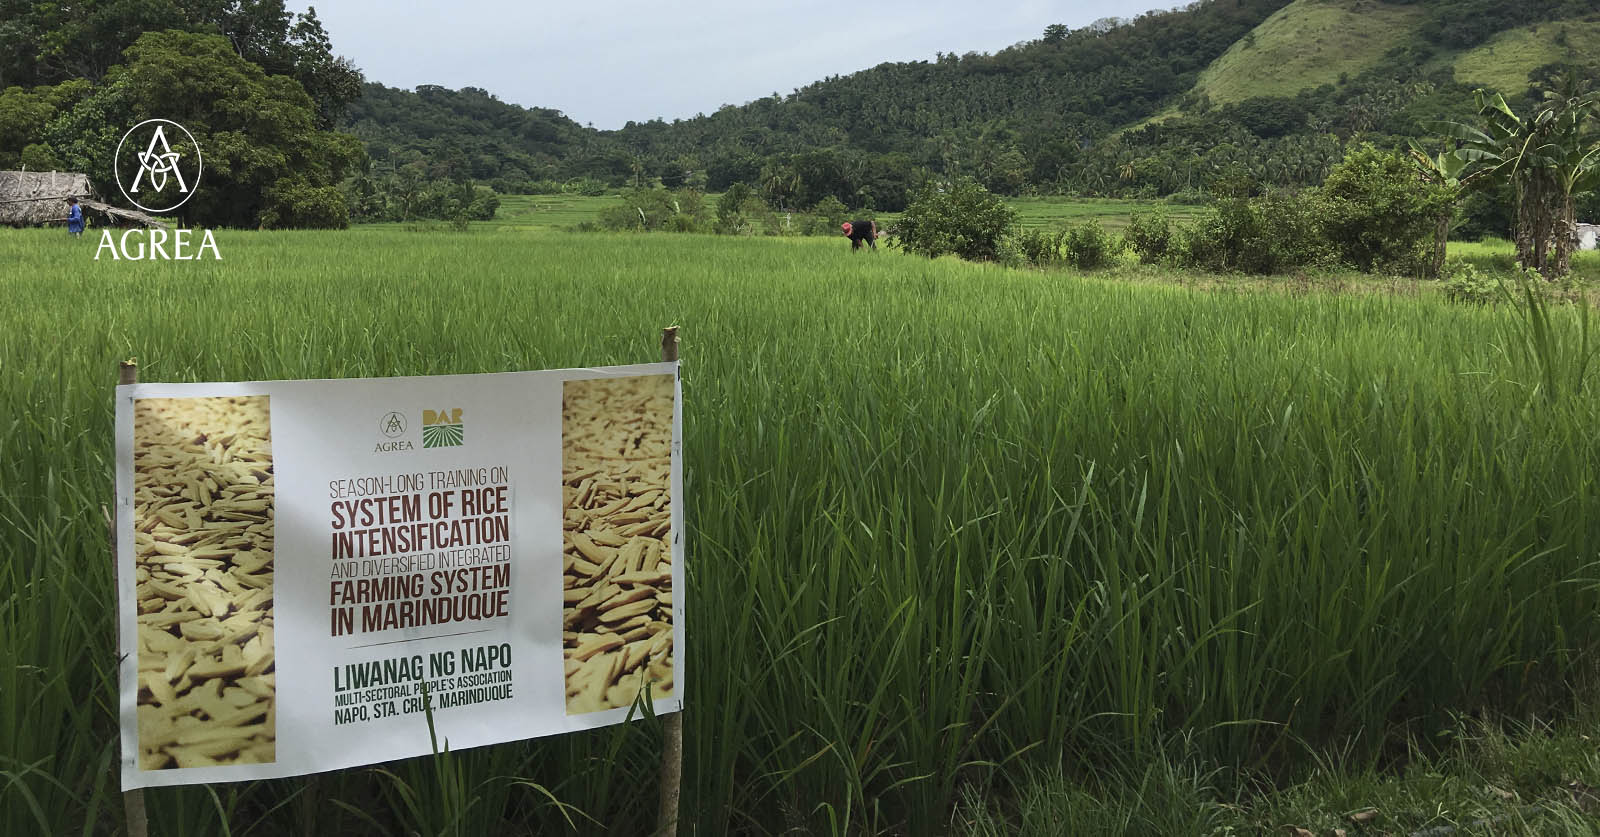 AGREA
AGREA
DAR
SEASON-LONG TRAINING ON
SYSTEM OF RICE
INTENSIFICATION
AND DIVERSIFIED INTEGRATED
FARMING SYSTEM
IN MARINDUQUE
LIWANAG NG NAPO
MULTI-SECTORAL PEOPLE'S ASSOCIATION
NAPO, STA. CRUZ, MARINDUQUE